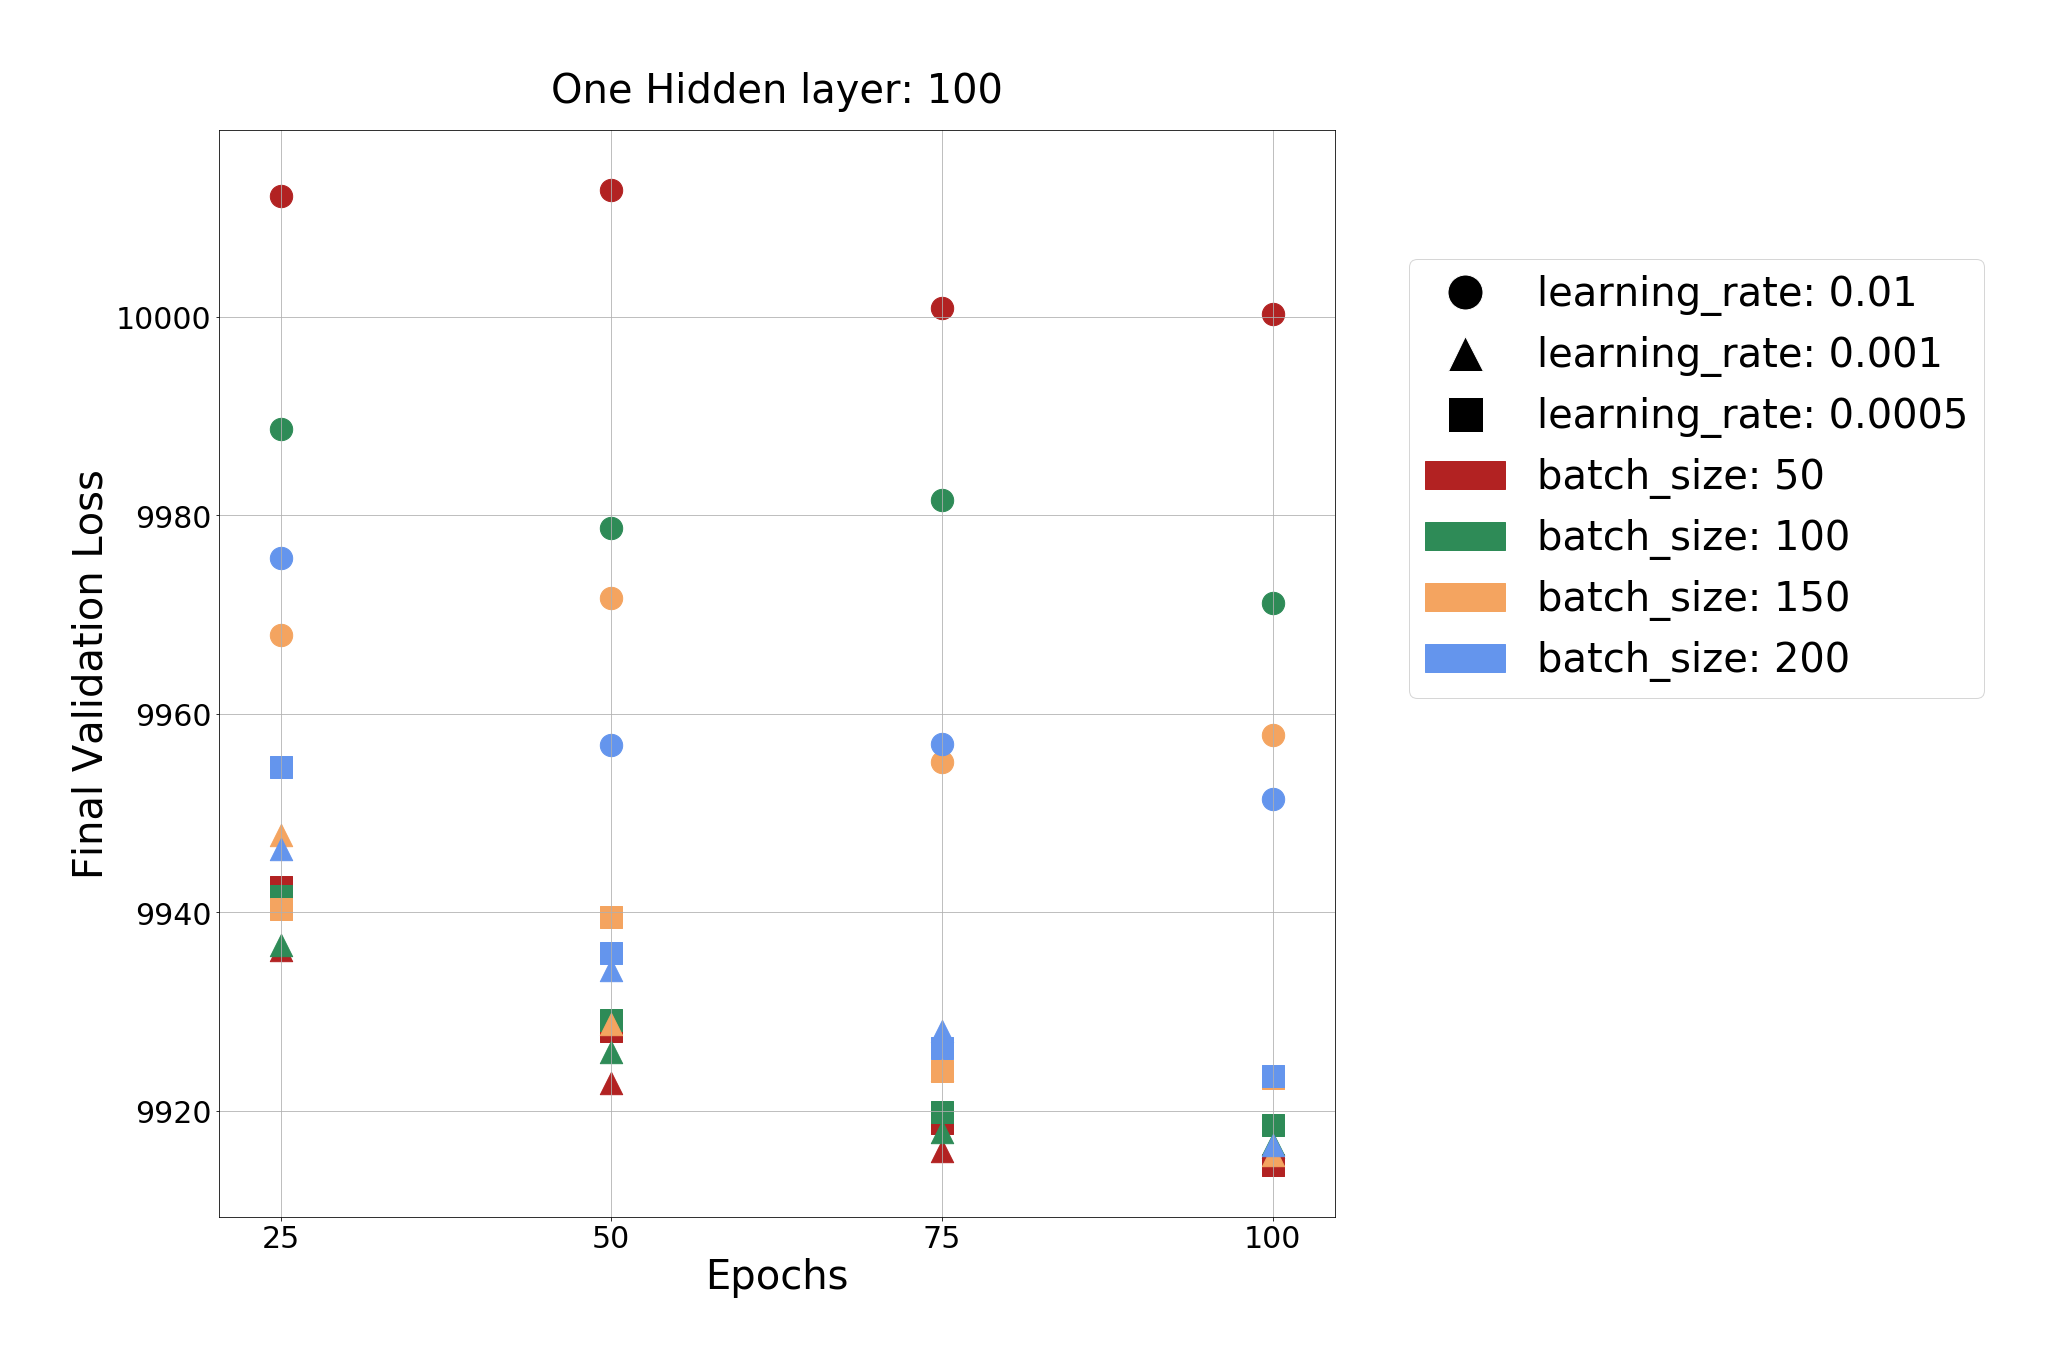 One Hidden layer: 100
Final Validation Loss
10000
9980
9960
9940
9920
25 50 75 100
Epochs
learning_rate: 0.01
learning_rate: 0.001
learning_rate: 0.0005
batch_size: 50
batch_size: 100
batch_size: 150
batch_size: 200